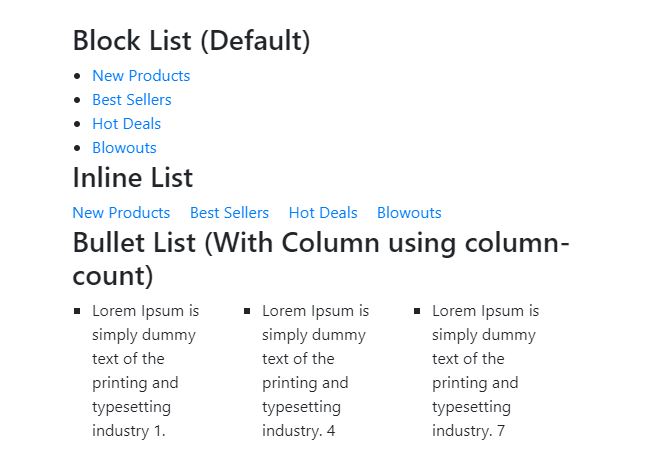 Block List (Default)
New Products
Best Sellers
Hot Deals
Blowouts
Inline List
New Products Best Sellers Hot Deals Blowouts
Bullet List (With Column using column-
count)
Lorem Ipsum is
simply dummy
text of the
printing and
typesetting
industry 1.
Lorem Ipsum is
simply dummy
text of the
printing and
typesetting
industry. 4
Lorem Ipsum is
simply dummy
text of the
printing and
typesetting
industry. 7